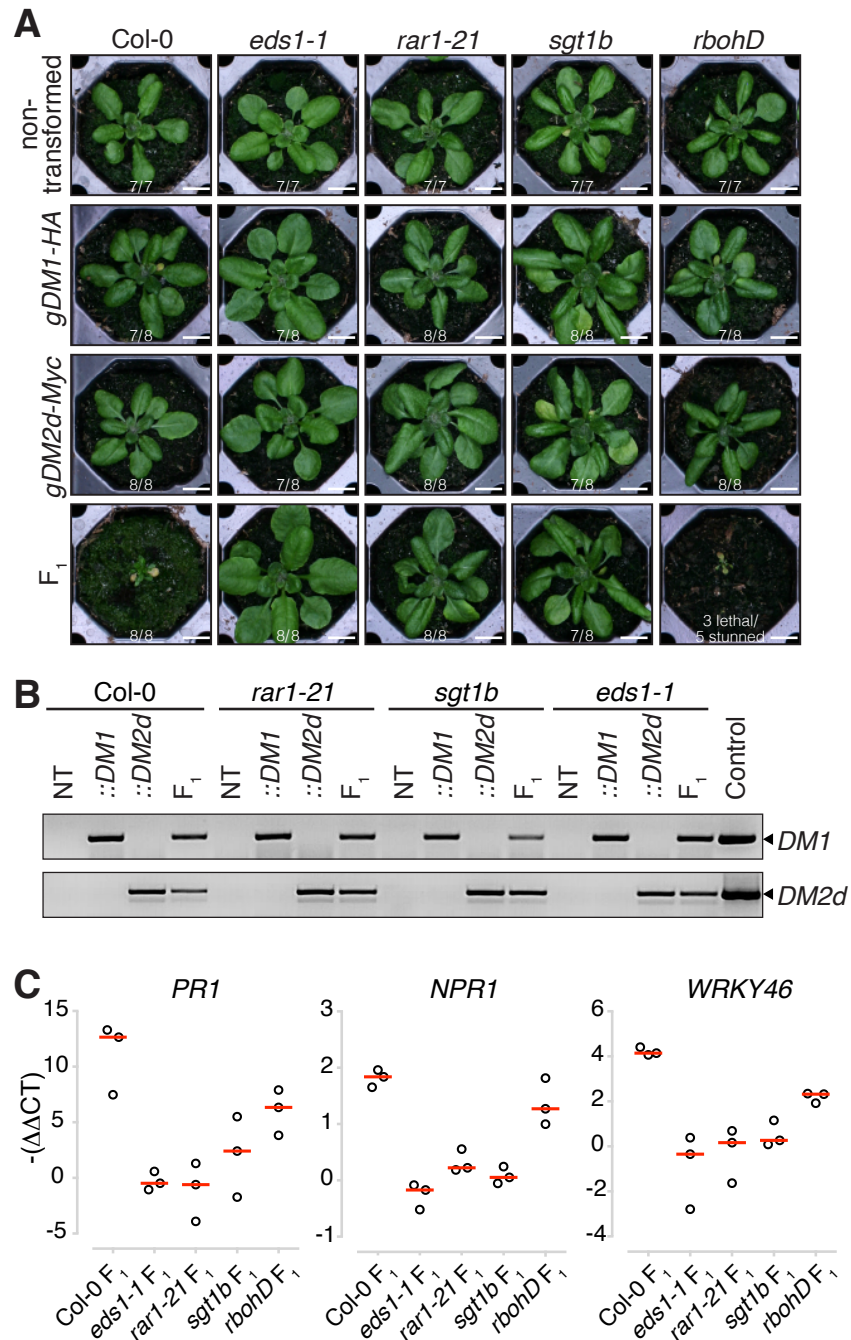 A
Col-0 eds1-1 rar1-21 sgt1b rbohD
non-
transformed
7/7 7/7 7/7 7/7 7/7
gDM1-HA
7/8 7/8 8/8 8/8 7/8
gDM2d-Myc
8/8 7/8 8/8 7/8 8/8
F1
8/8 8/8 8/8 7/8 3 lethal/
5 stunned
B
Col-0 rar1-21 sgt1b eds1-1
NT ::DM1 ::DM2d F1 NT ::DM1 ::DM2d F1 NT ::DM1 ::DM2d F1 NT ::DM1 ::DM2d F1 Control
DM1
DM2d
C
PR1 NPR1 WRKY46
-(ΔΔCT)
15
10
5
0
-5
3
2
1
0
-1
6
4
2
0
-2
-4
Col-0 F1 eds1-1 F1 rar1-21 F1 sgt1b F1 rbohD F1
Col-0 F1 eds1-1 F1 rar1-21 F1 sgt1b F1 rbohD F1
Col-0 F1 eds1-1 F1 rar1-21 F1 sgt1b F1 rbohD F1